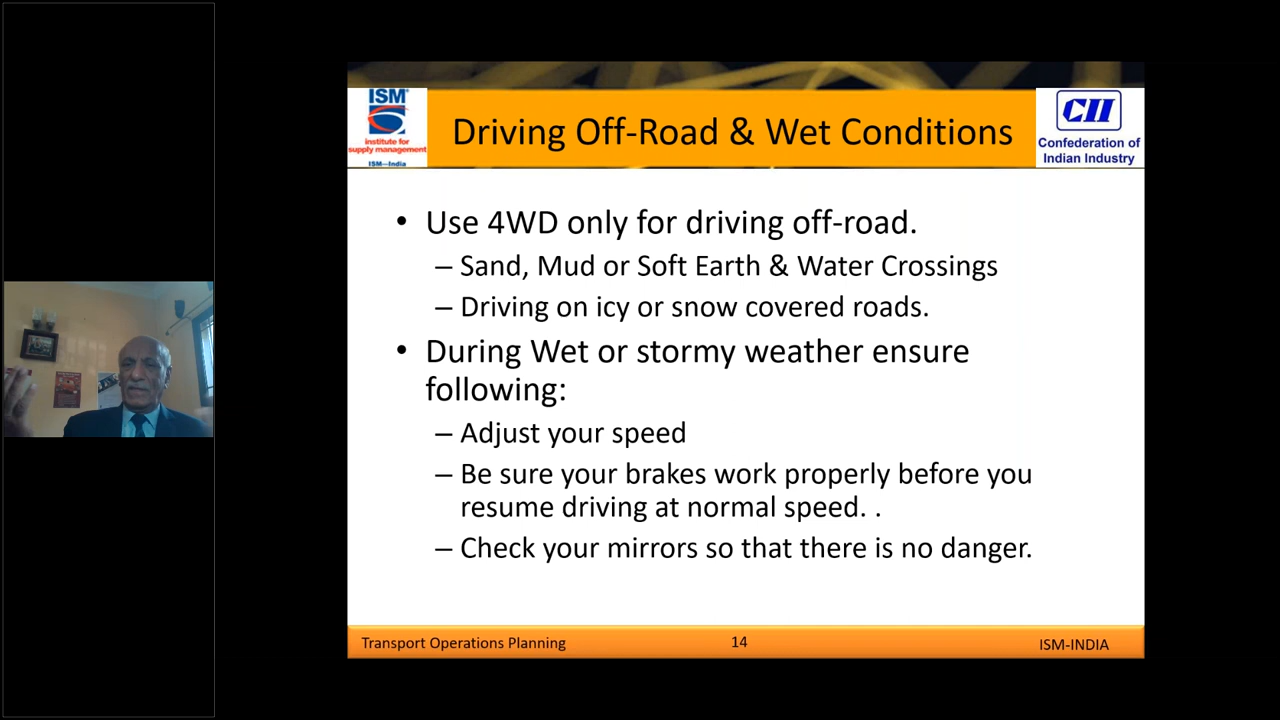 ISM
institute for
supply management
ISM—India
Driving Off-Road & Wet Conditions
CII
Confederation of
Indian Industry
• Use 4WD only for driving off-road.
– Sand, Mud or Soft Earth & Water Crossings
– Driving on icy or snow covered roads.
• During Wet or stormy weather ensure
following:
– Adjust your speed
– Be sure your brakes work properly before you
resume driving at normal speed. .
– Check your mirrors so that there is no danger.
Transport Operations Planning
14
ISM-INDIA